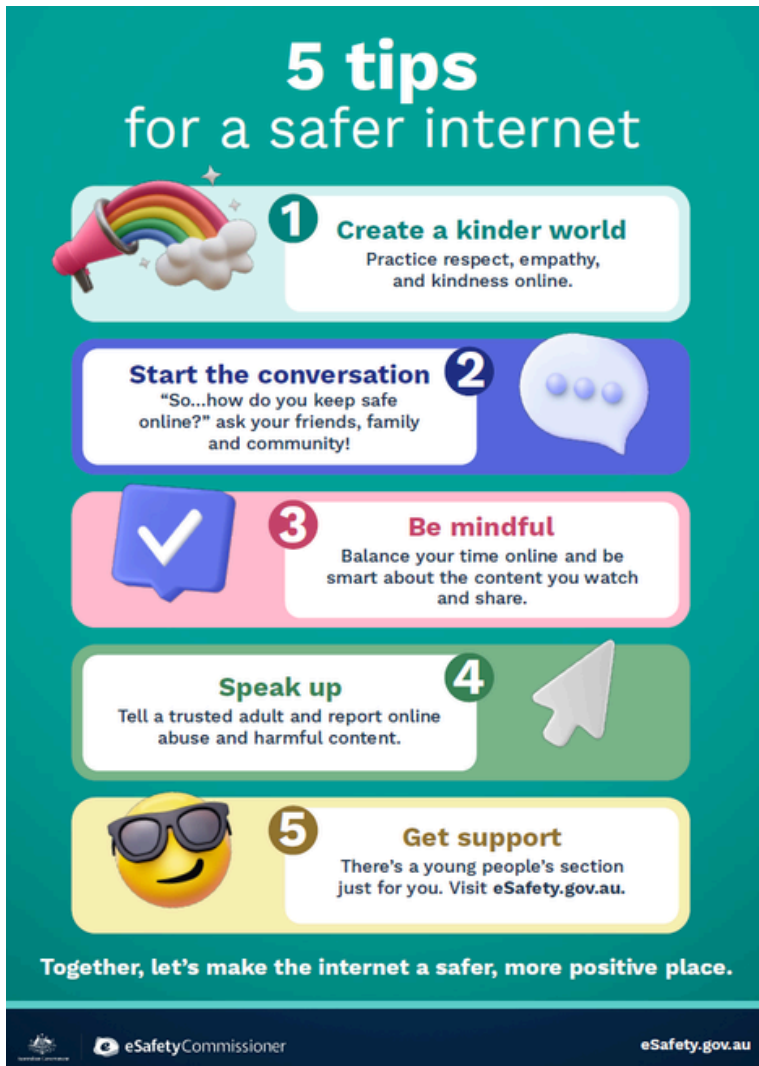 5 tips
for a safer internet
1
Create a kinder world
Practice respect, empathy,
and kindness online.
2
Start the conversation
“So...how do you keep safe
online?” ask your friends, family
and community!
3
Be mindful
Balance your time online and be
smart about the content you watch
and share.
4
Speak up
Tell a trusted adult and report online
abuse and harmful content.
5
Get support
There’s a young people’s section
just for you. Visit eSafety.gov.au.
Together, let’s make the internet a safer, more positive place.
Australian Government
eSafetyCommissioner
eSafety.gov.au